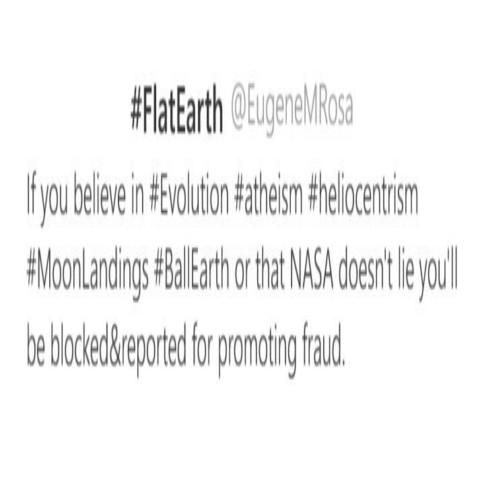 #FlatEarth @EugeneMRosa
If you believe in #Evolution #atheism #heliocentrism
#MoonLandings #BallEarth or that NASA doesn't lie you'll
be blocked&reported for promoting fraud.